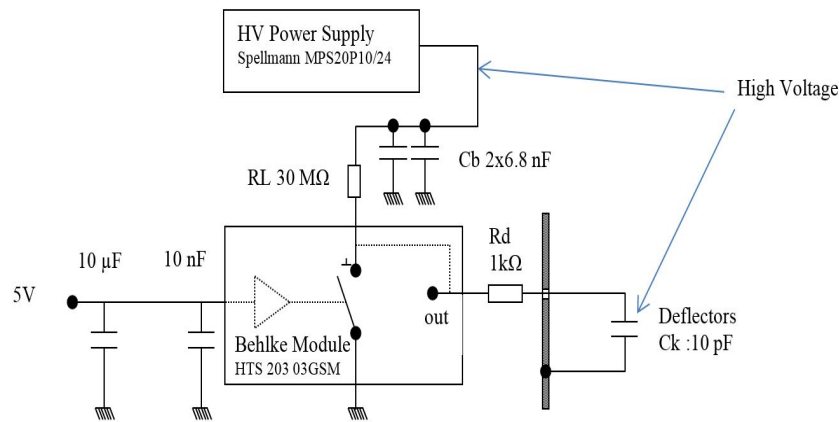 HV Power Supply
Spellmann MPS20P10/24
High Voltage
Cb 2x6.8 nF
RL 30 MΩ
Rd
1kΩ
10 µF
10 nF
5V
+
out
Deflectors
Ck :10 pF
Behlke Module
HTS 203 03GSM